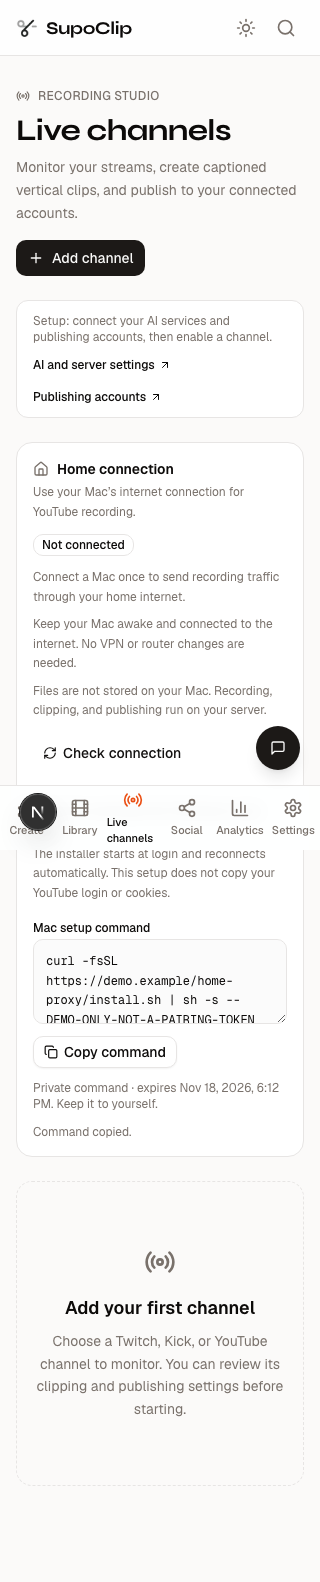 SupoClip
RECORDING STUDIO
Live channels
Monitor your streams, create captioned
vertical clips, and publish to your connected
accounts.
Add channel
Setup: connect your AI services and
publishing accounts, then enable a channel.
AI and server settings
Publishing accounts
Home connection
Use your Mac's internet connection for
YouTube recording.
Not connected
Connect a Mac once to send recording traffic
through your home internet.
Keep your Mac awake and connected to the
internet. No VPN or router changes are
needed.
Files are not stored on your Mac. Recording,
clipping, and publishing run on your server.
Check connection
N
Create
Library
Live
channels
Social
Analytics
Settings
The installer starts at login and reconnects
automatically. This setup does not copy your
YouTube login or cookies.
Mac setup command
curl -fsSL
https://demo.example/home-
proxy/install.sh | sh -s --
DEMO-ONLY-NOT-A-PAIRING-TOKEN
Copy command
Private command · expires Nov 18, 2026, 6:12
PM. Keep it to yourself.
Command copied.
Add your first channel
Choose a Twitch, Kick, or YouTube
channel to monitor. You can review its
clipping and publishing settings before
starting.